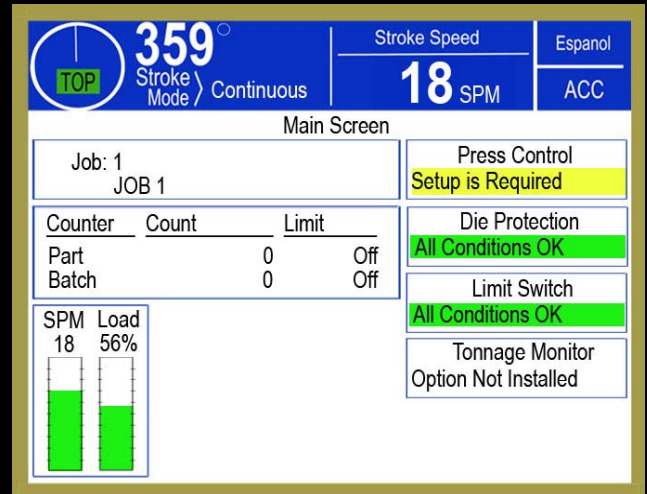 359°
TOP
Stroke Mode Continuous
Stroke Speed
18 SPM
Espanol
ACC
Main Screen
Job: 1
JOB 1
Counter Count Limit
Part 0 Off
Batch 0 Off
SPM Load
18 56%
Press Control
Setup is Required
Die Protection
All Conditions OK
Limit Switch
All Conditions OK
Tonnage Monitor
Option Not Installed